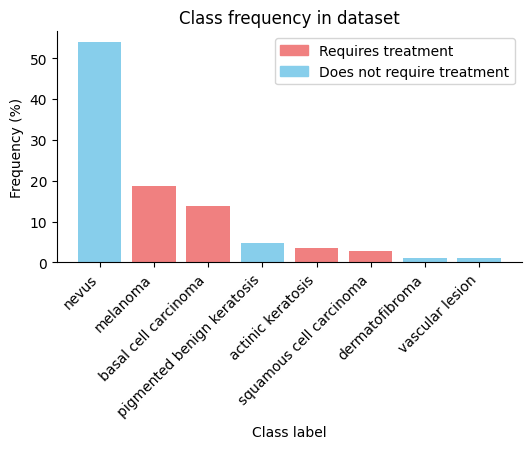 Class frequency in dataset
Requires treatment
Does not require treatment
Frequency (%)
50
40
30
20
10
0
nevus
melanoma
basal cell carcinoma
pigmented benign keratosis
actinic keratosis
squamous cell carcinoma
dermatofibroma
vascular lesion
Class label